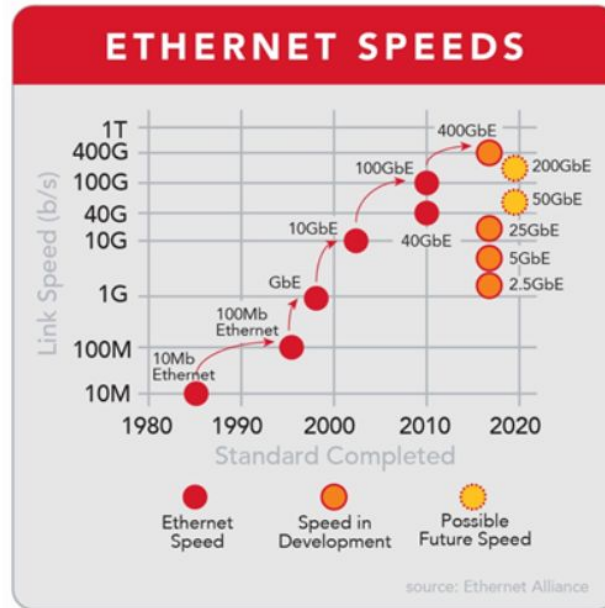 ETHERNET SPEEDS
Link Speed (b/s)
1T
400G
100G
40G
10G
1G
100M
10M
400GbE
100GbE
200GbE
50GbE
10GbE
40GbE
25GbE
5GbE
GbE
2.5GbE
100Mb
Ethernet
10Mb
Ethernet
1980
1990
2000
2010
2020
Standard Completed
Ethernet
Speed
Speed in
Development
Possible
Future Speed
source: Ethernet Alliance